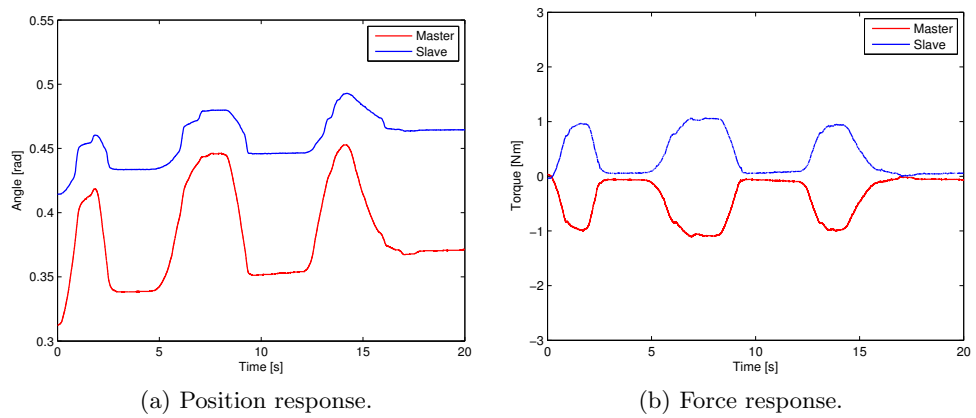 0.55
0.5
0.45
0.4
0.35
0.3
Angle [rad]
0 5 10 15 20
Time [s]
Master
Slave
(a) Position response.
3
2
1
0
−1
−2
−3
Torque [Nm]
0 5 10 15 20
Time [s]
Master
Slave
(b) Force response.